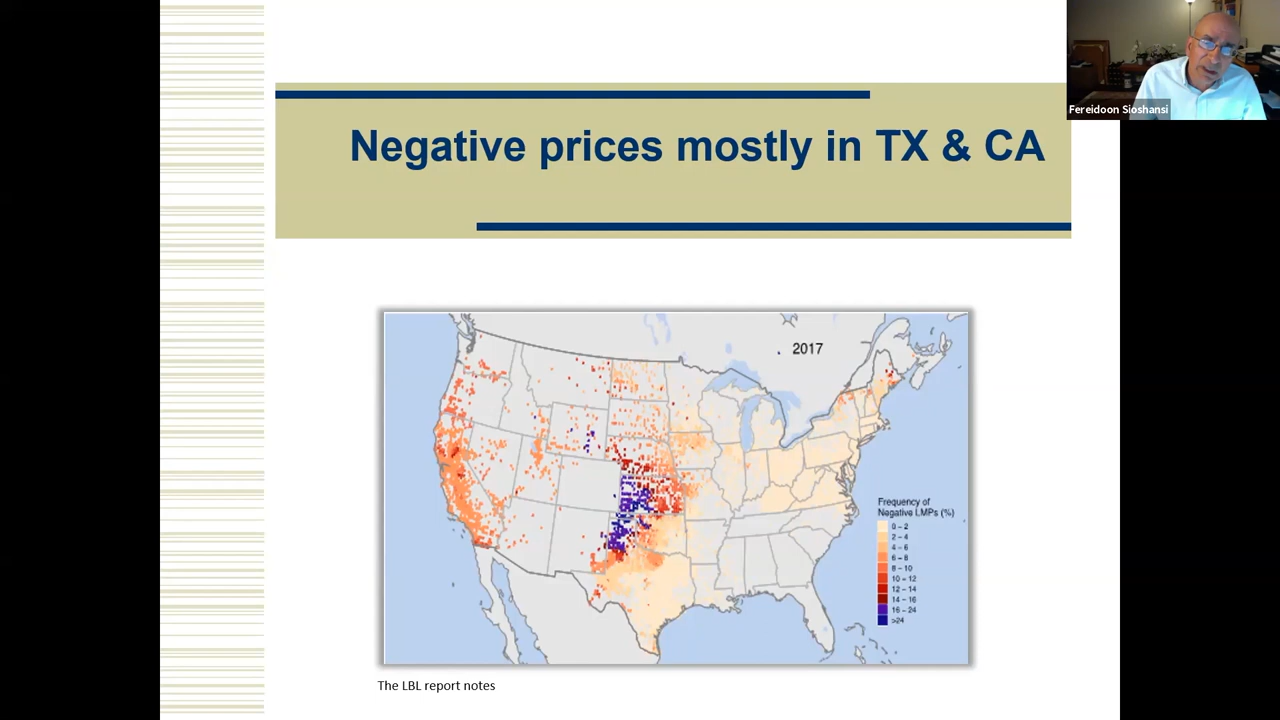 Fereidoon Sioshansi
Negative prices mostly in TX & CA
2017
Frequency of
Negative LMPs (%)
0 – 2
2 – 4
4 – 6
6 – 8
8 – 10
10 – 12
12 – 14
14 – 16
16 – 24
>24
The LBL report notes